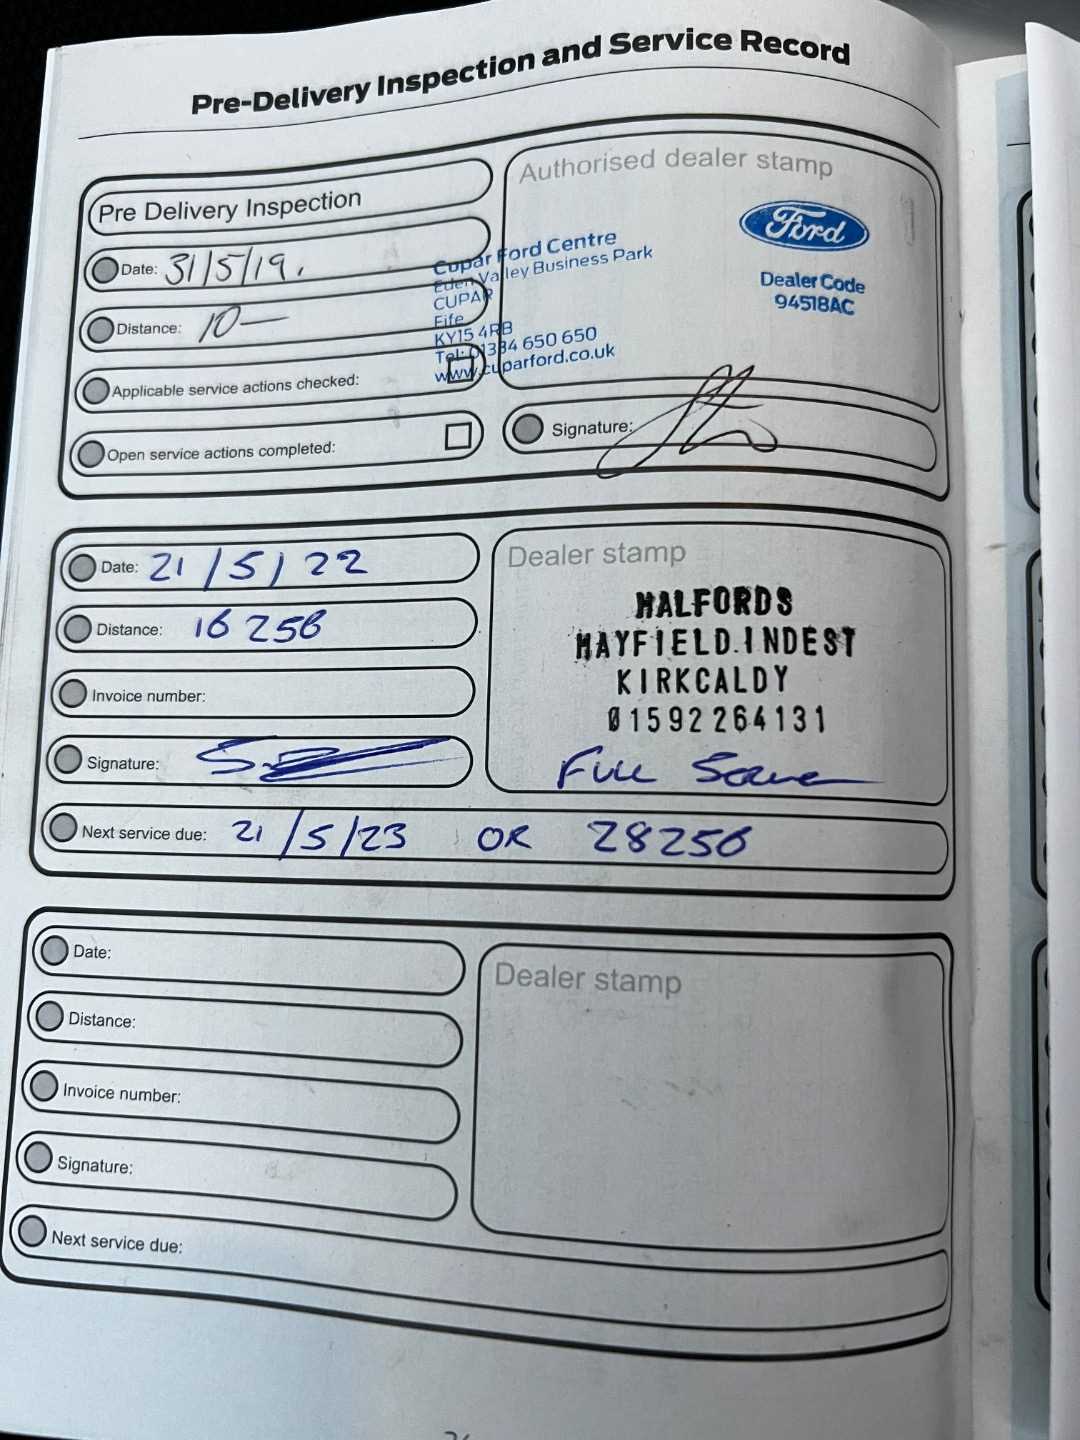 Pre-Delivery Inspection and Service Record
Pre Delivery Inspection
Date: 31/5/19.
Distance: 10—
Applicable service actions checked:
Open service actions completed:
Authorised dealer stamp
Ford
Cupar Ford Centre
Eden Valley Business Park
CUPAR
Fife
KY15 4RB
Tel: 01334 650 650
www.cuparford.co.uk
Dealer Code
94518AC
Signature:
Date: 21/5/22
Distance: 16256
Invoice number:
Signature:
Next service due: 21/5/23 OR 28256
Dealer stamp
HALFORDS
MAYFIELD.INDEST
KIRKCALDY
01592264131
Full
Date:
Distance:
Invoice number:
Signature:
Next service due:
Dealer stamp